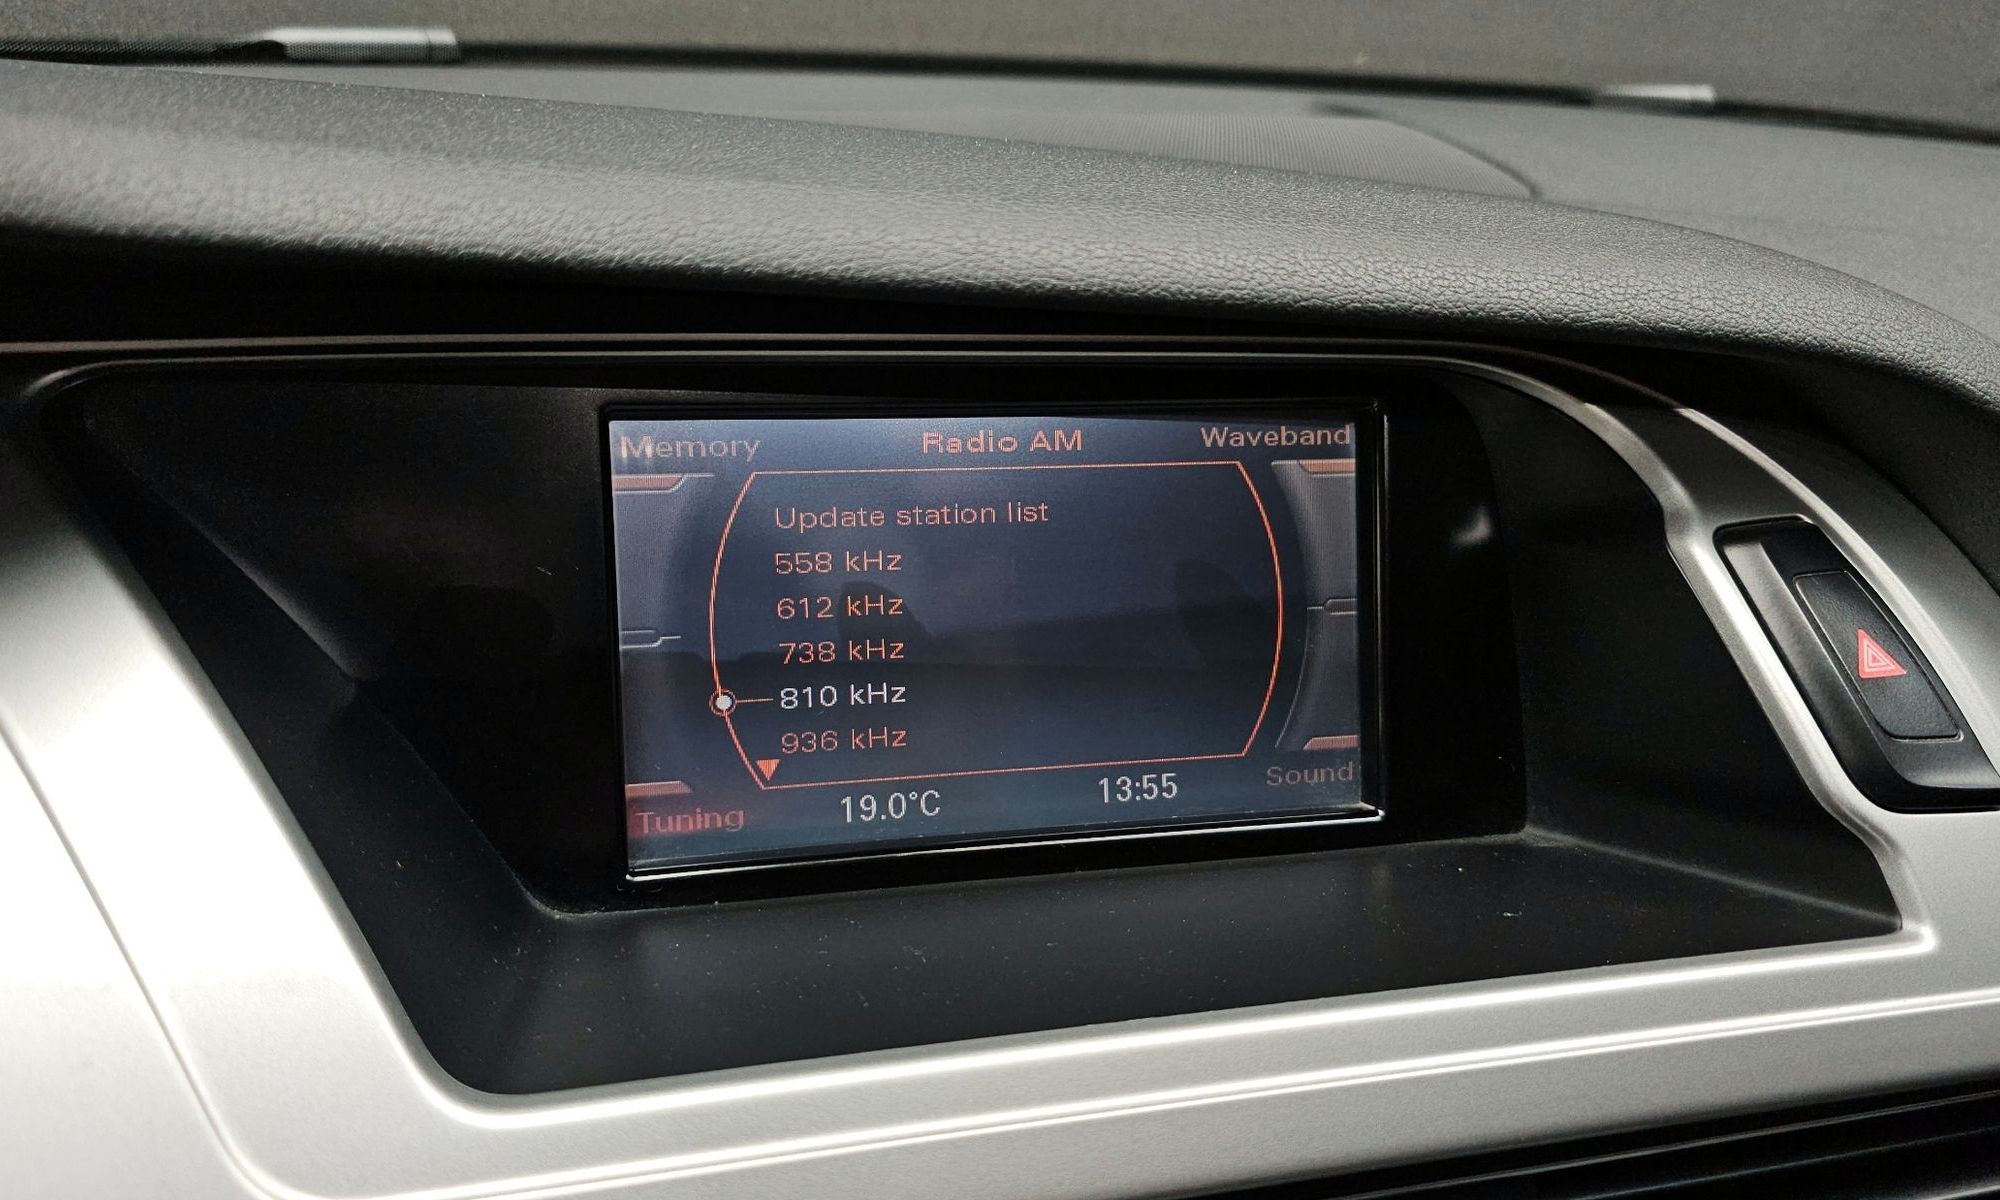 Memory Radio AM Waveband
Update station list
558 kHz
612 kHz
738 kHz
810 kHz
936 kHz
Tuning 19.0°C 13:55 Sound